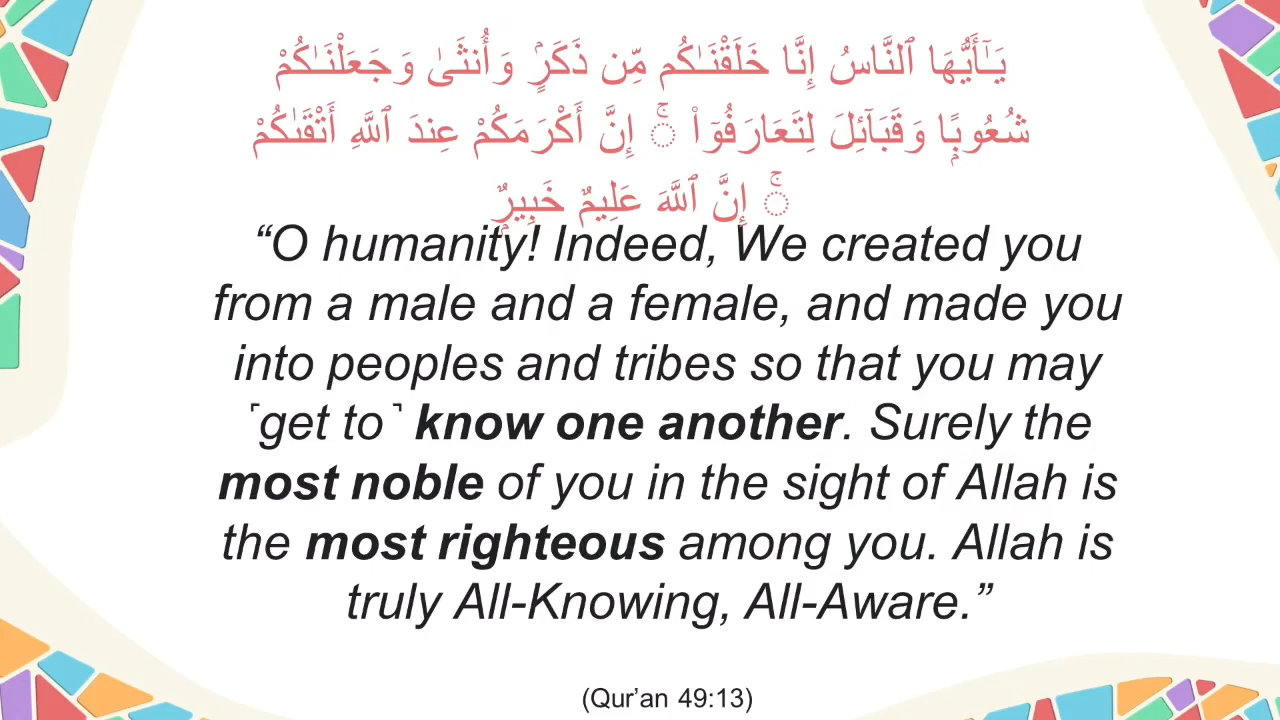 يَـٰٓأَيُّهَا ٱلنَّاسُ إِنَّا خَلَقْنَـٰكُم مِّن ذَكَرٍۢ وَأُنثَىٰ وَجَعَلْنَـٰكُمْ
شُعُوبًۭا وَقَبَآئِلَ لِتَعَارَفُوٓا۟ ۚ إِنَّ أَكْرَمَكُمْ عِندَ ٱللَّهِ أَتْقَىٰكُمْ
ۚ إِنَّ ٱللَّهَ عَلِيمٌ خَبِيرٌۭ
“O humanity! Indeed, We created you
from a male and a female, and made you
into peoples and tribes so that you may
˹get to˺ know one another. Surely the
most noble of you in the sight of Allah is
the most righteous among you. Allah is
truly All-Knowing, All-Aware.”
(Qur’an 49:13)